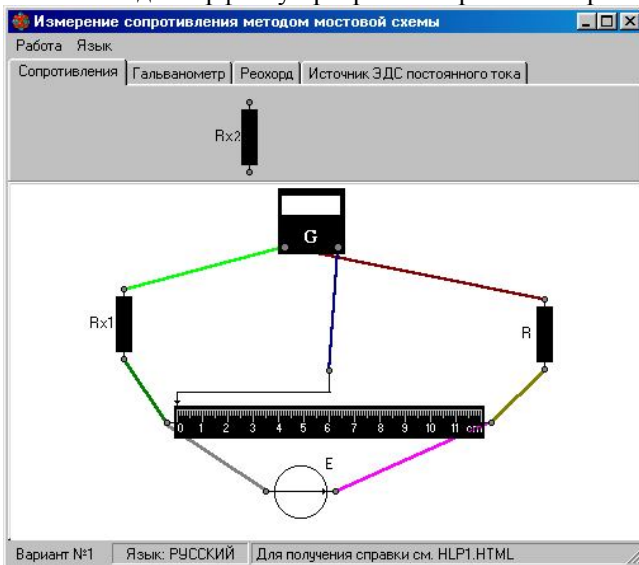 Измерение сопротивления методом мостовой схемы
Работа Язык
Сопротивления Гальванометр Реохорд Источник ЭДС постоянного тока
Rx2
G
Rx1
R
0 1 2 3 4 5 6 7 8 9 10 11 cm
E
Вариант №1 Язык: РУССКИЙ Для получения справки см. HLP1.HTML